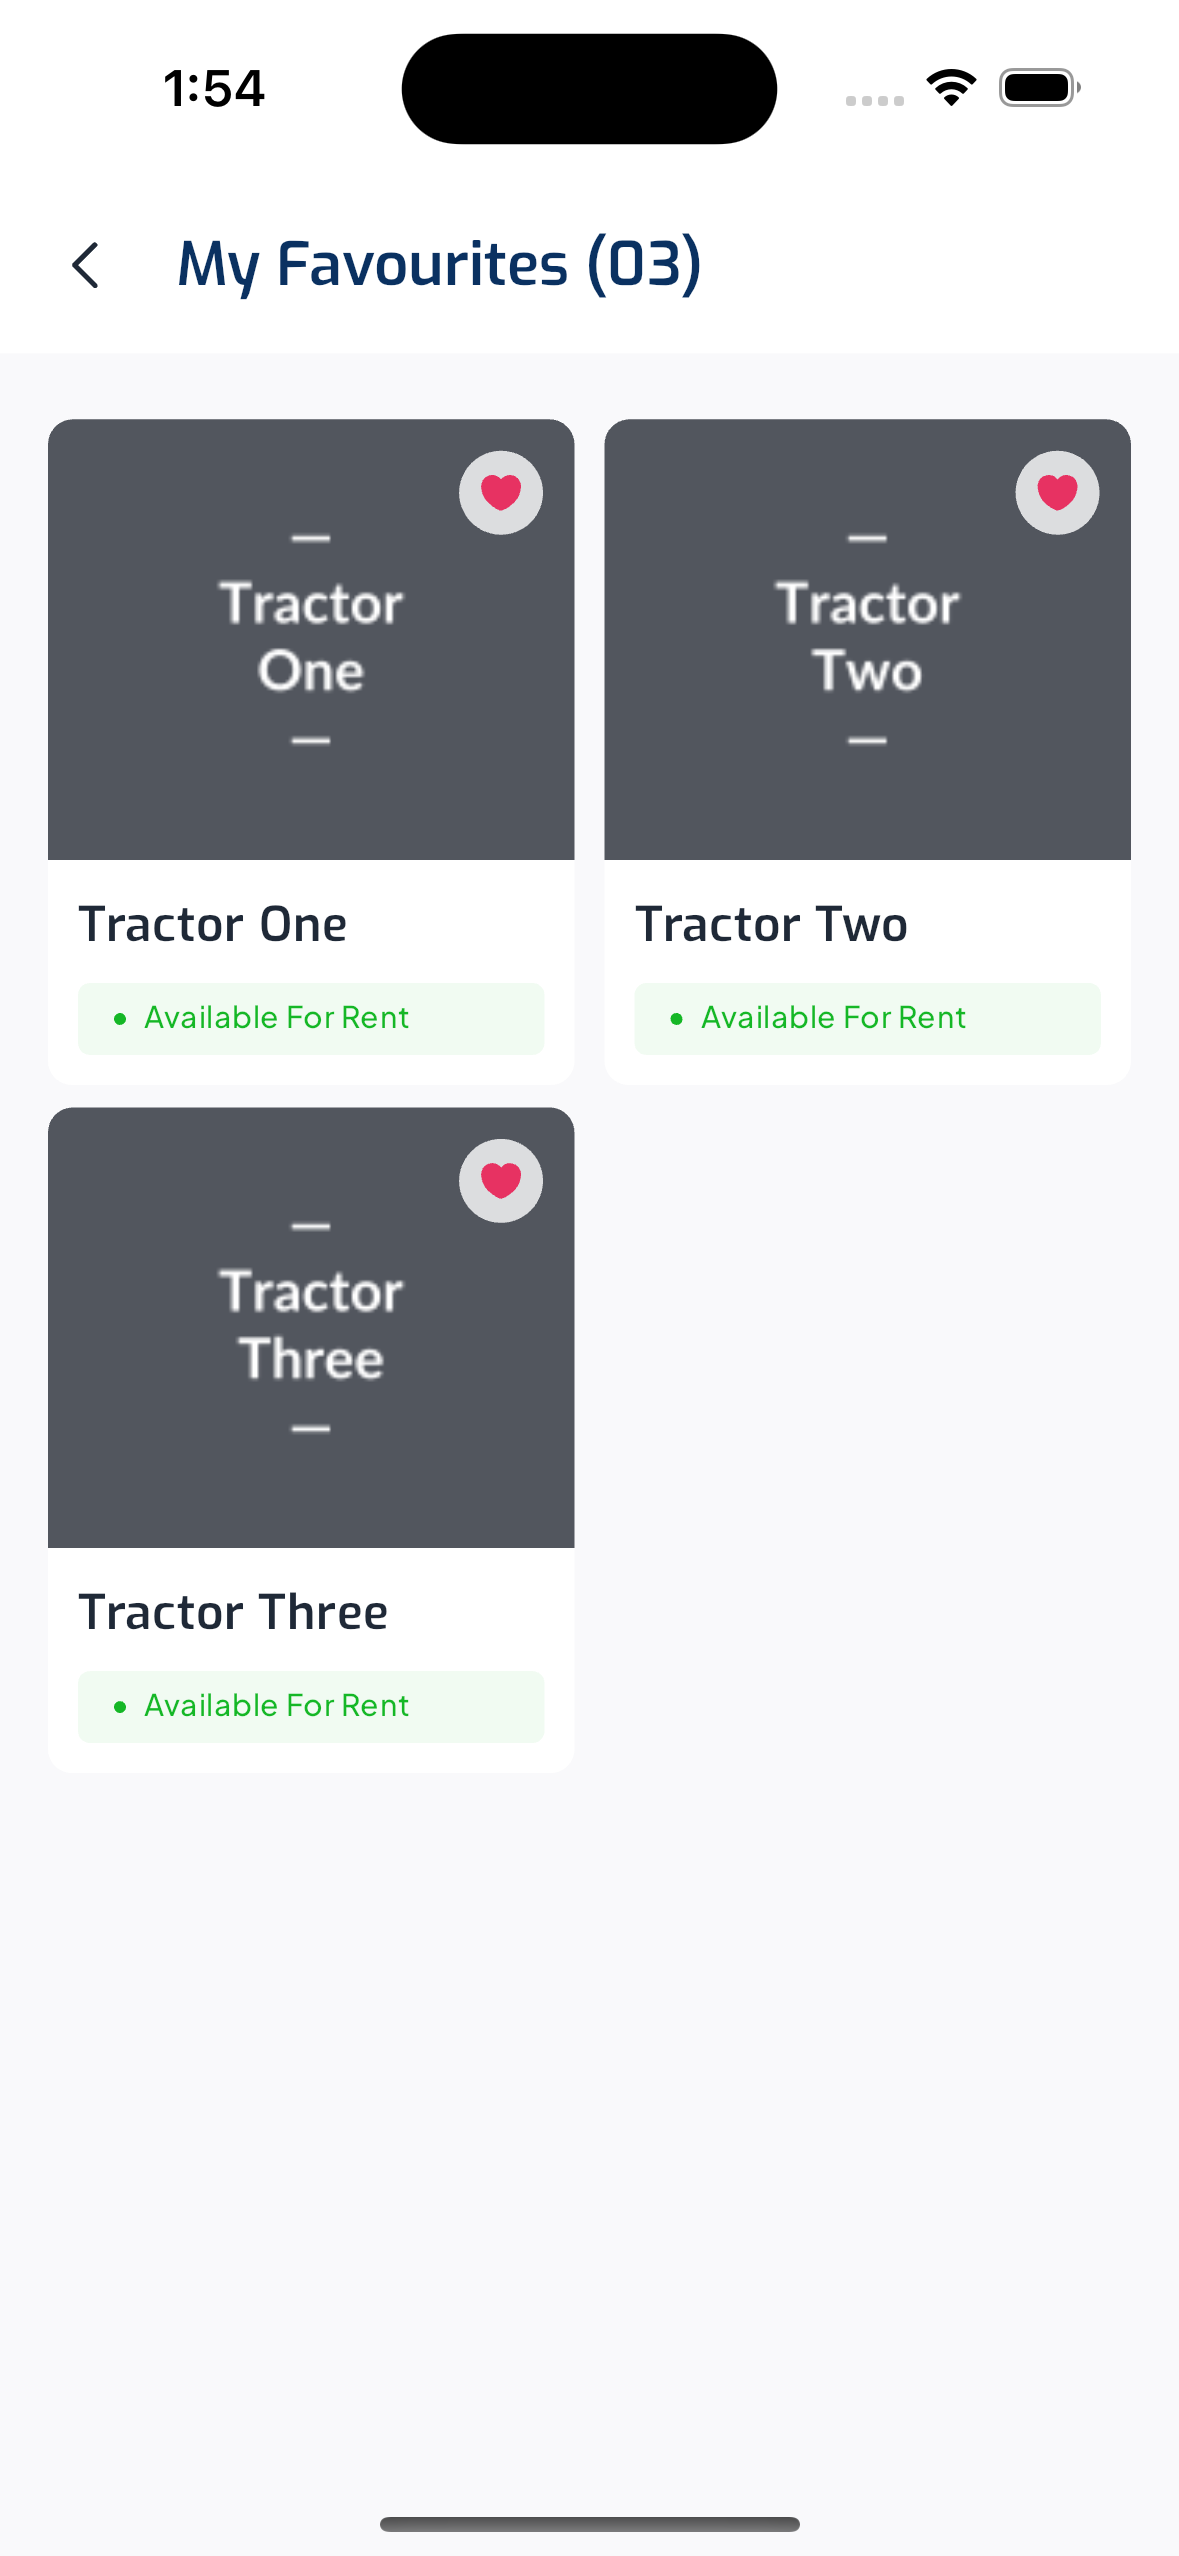 1:54
My Favourites (03)
Tractor
One
Tractor One
Available For Rent
Tractor
Two
Tractor Two
Available For Rent
Tractor
Three
Tractor Three
Available For Rent